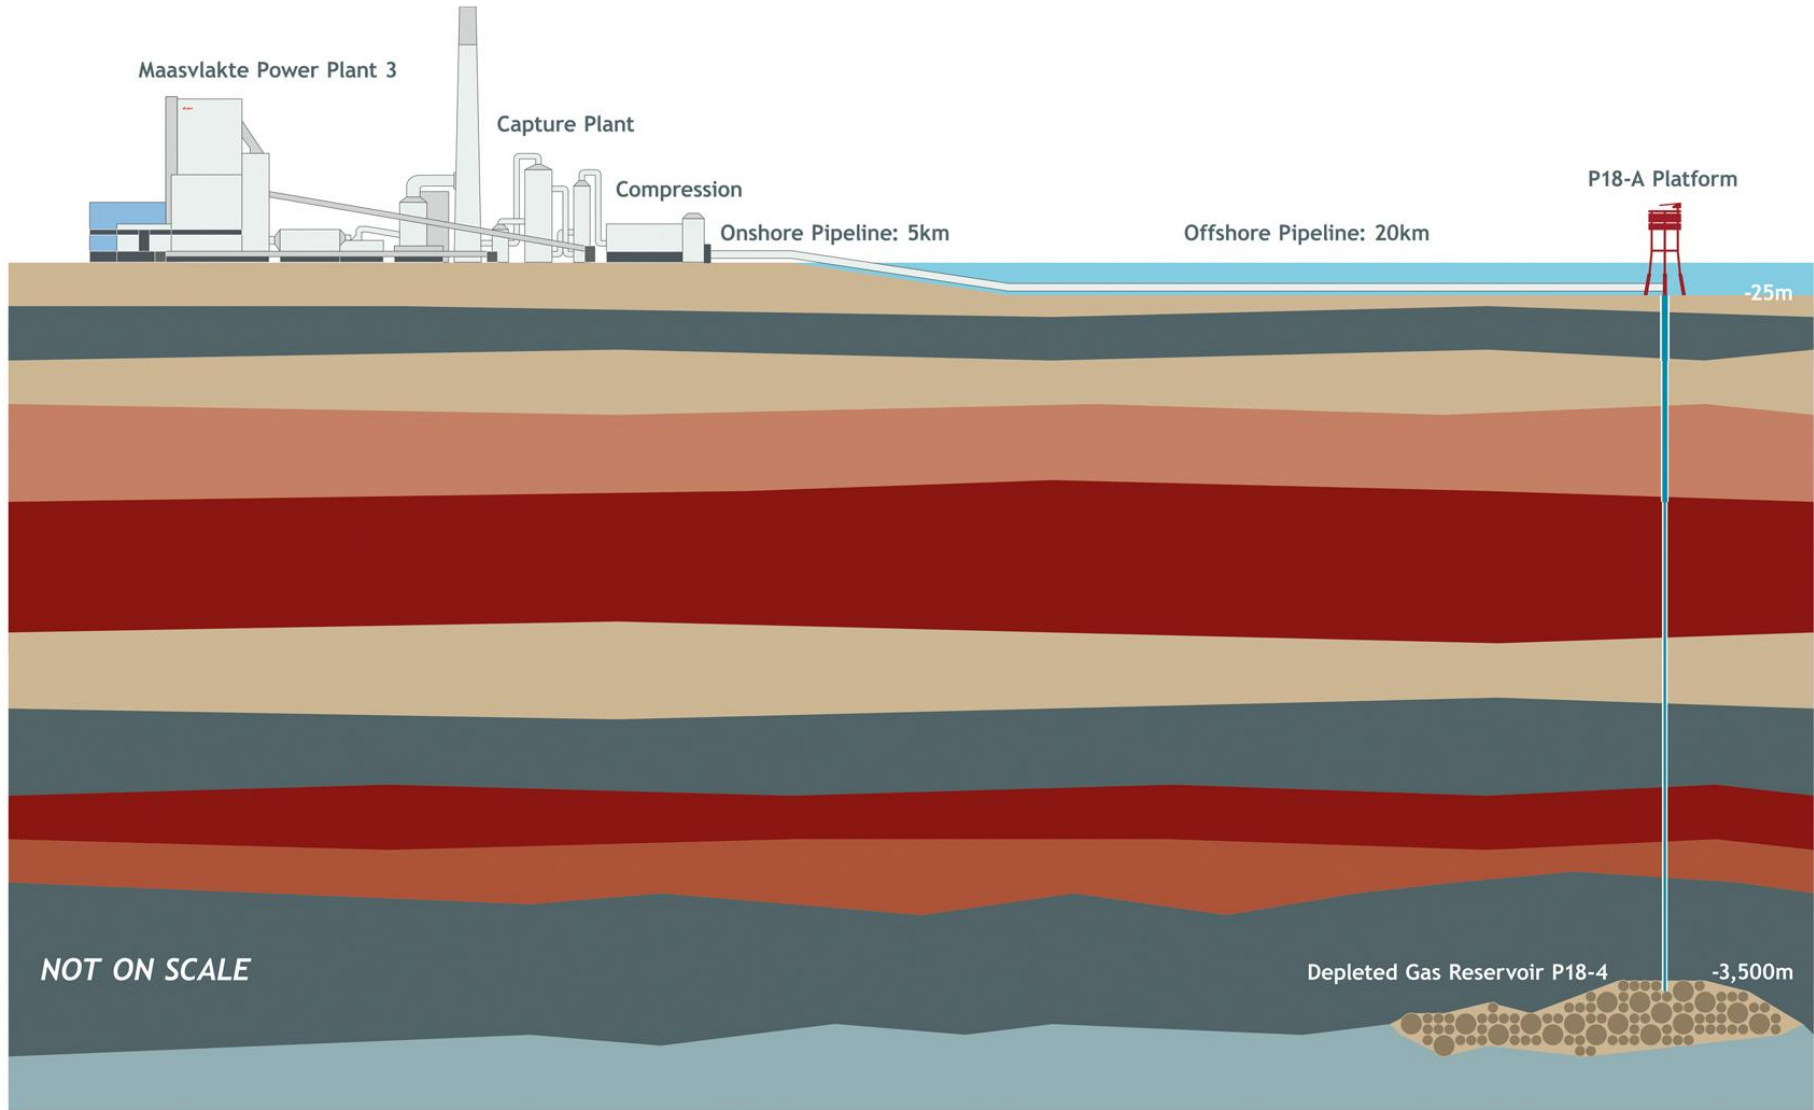 Maasvlakte Power Plant 3
Capture Plant
Compression
P18-A Platform
Onshore Pipeline: 5km
Offshore Pipeline: 20km
-25m
NOT ON SCALE
Depleted Gas Reservoir P18-4
-3,500m